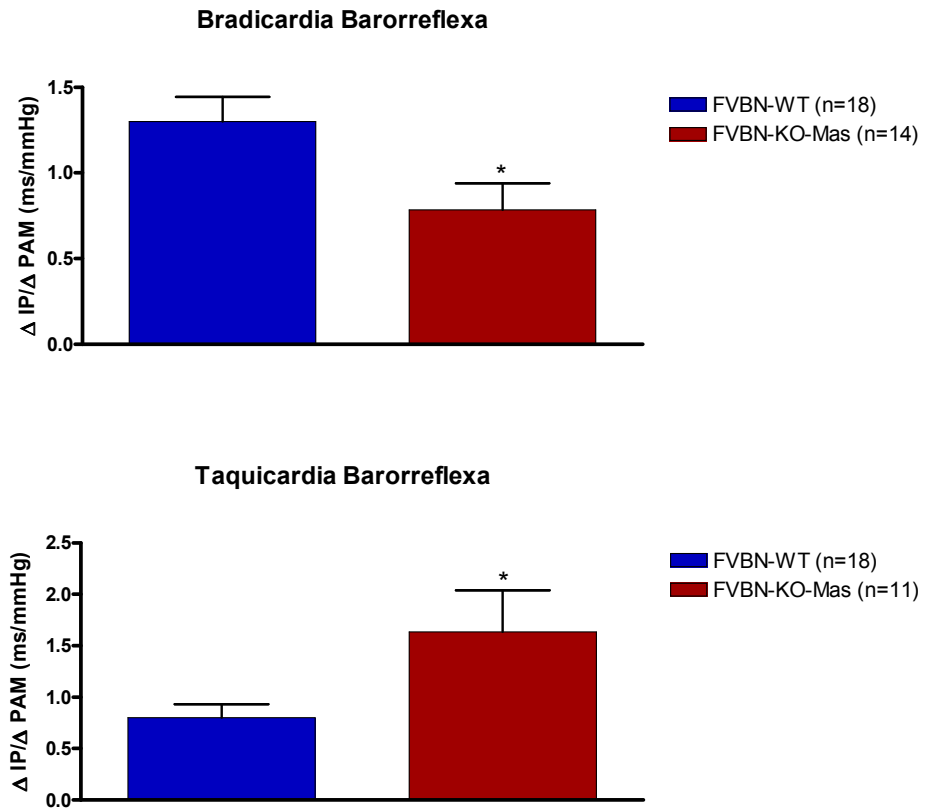 Bradicardia Barorreflexa
Δ IP/Δ PAM (ms/mmHg)
1.5
1.0
0.5
0.0
*
FVBN-WT (n=18)
FVBN-KO-Mas (n=14)
Taquicardia Barorreflexa
Δ IP/Δ PAM (ms/mmHg)
2.5
2.0
1.5
1.0
0.5
0.0
*
FVBN-WT (n=18)
FVBN-KO-Mas (n=11)